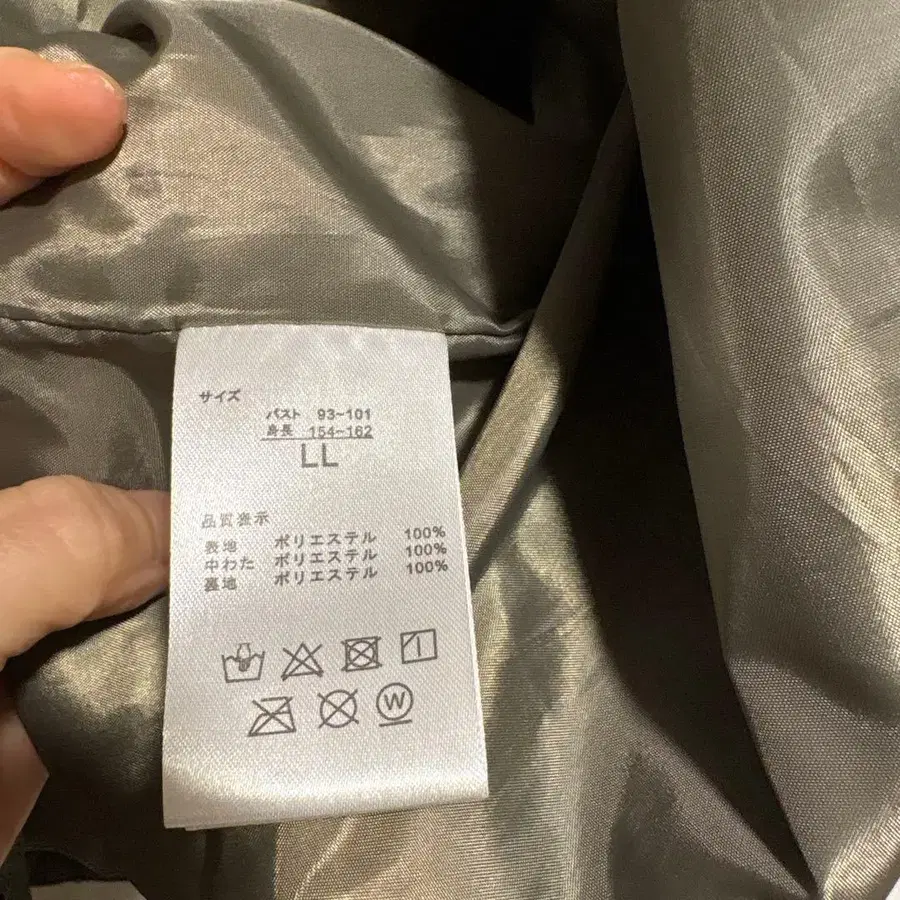 サイズ
バスト 93~101
身長 154~162
LL
品質表示
表地 ポリエステル 100%
中わた ポリエステル 100%
裏地 ポリエステル 100%
W